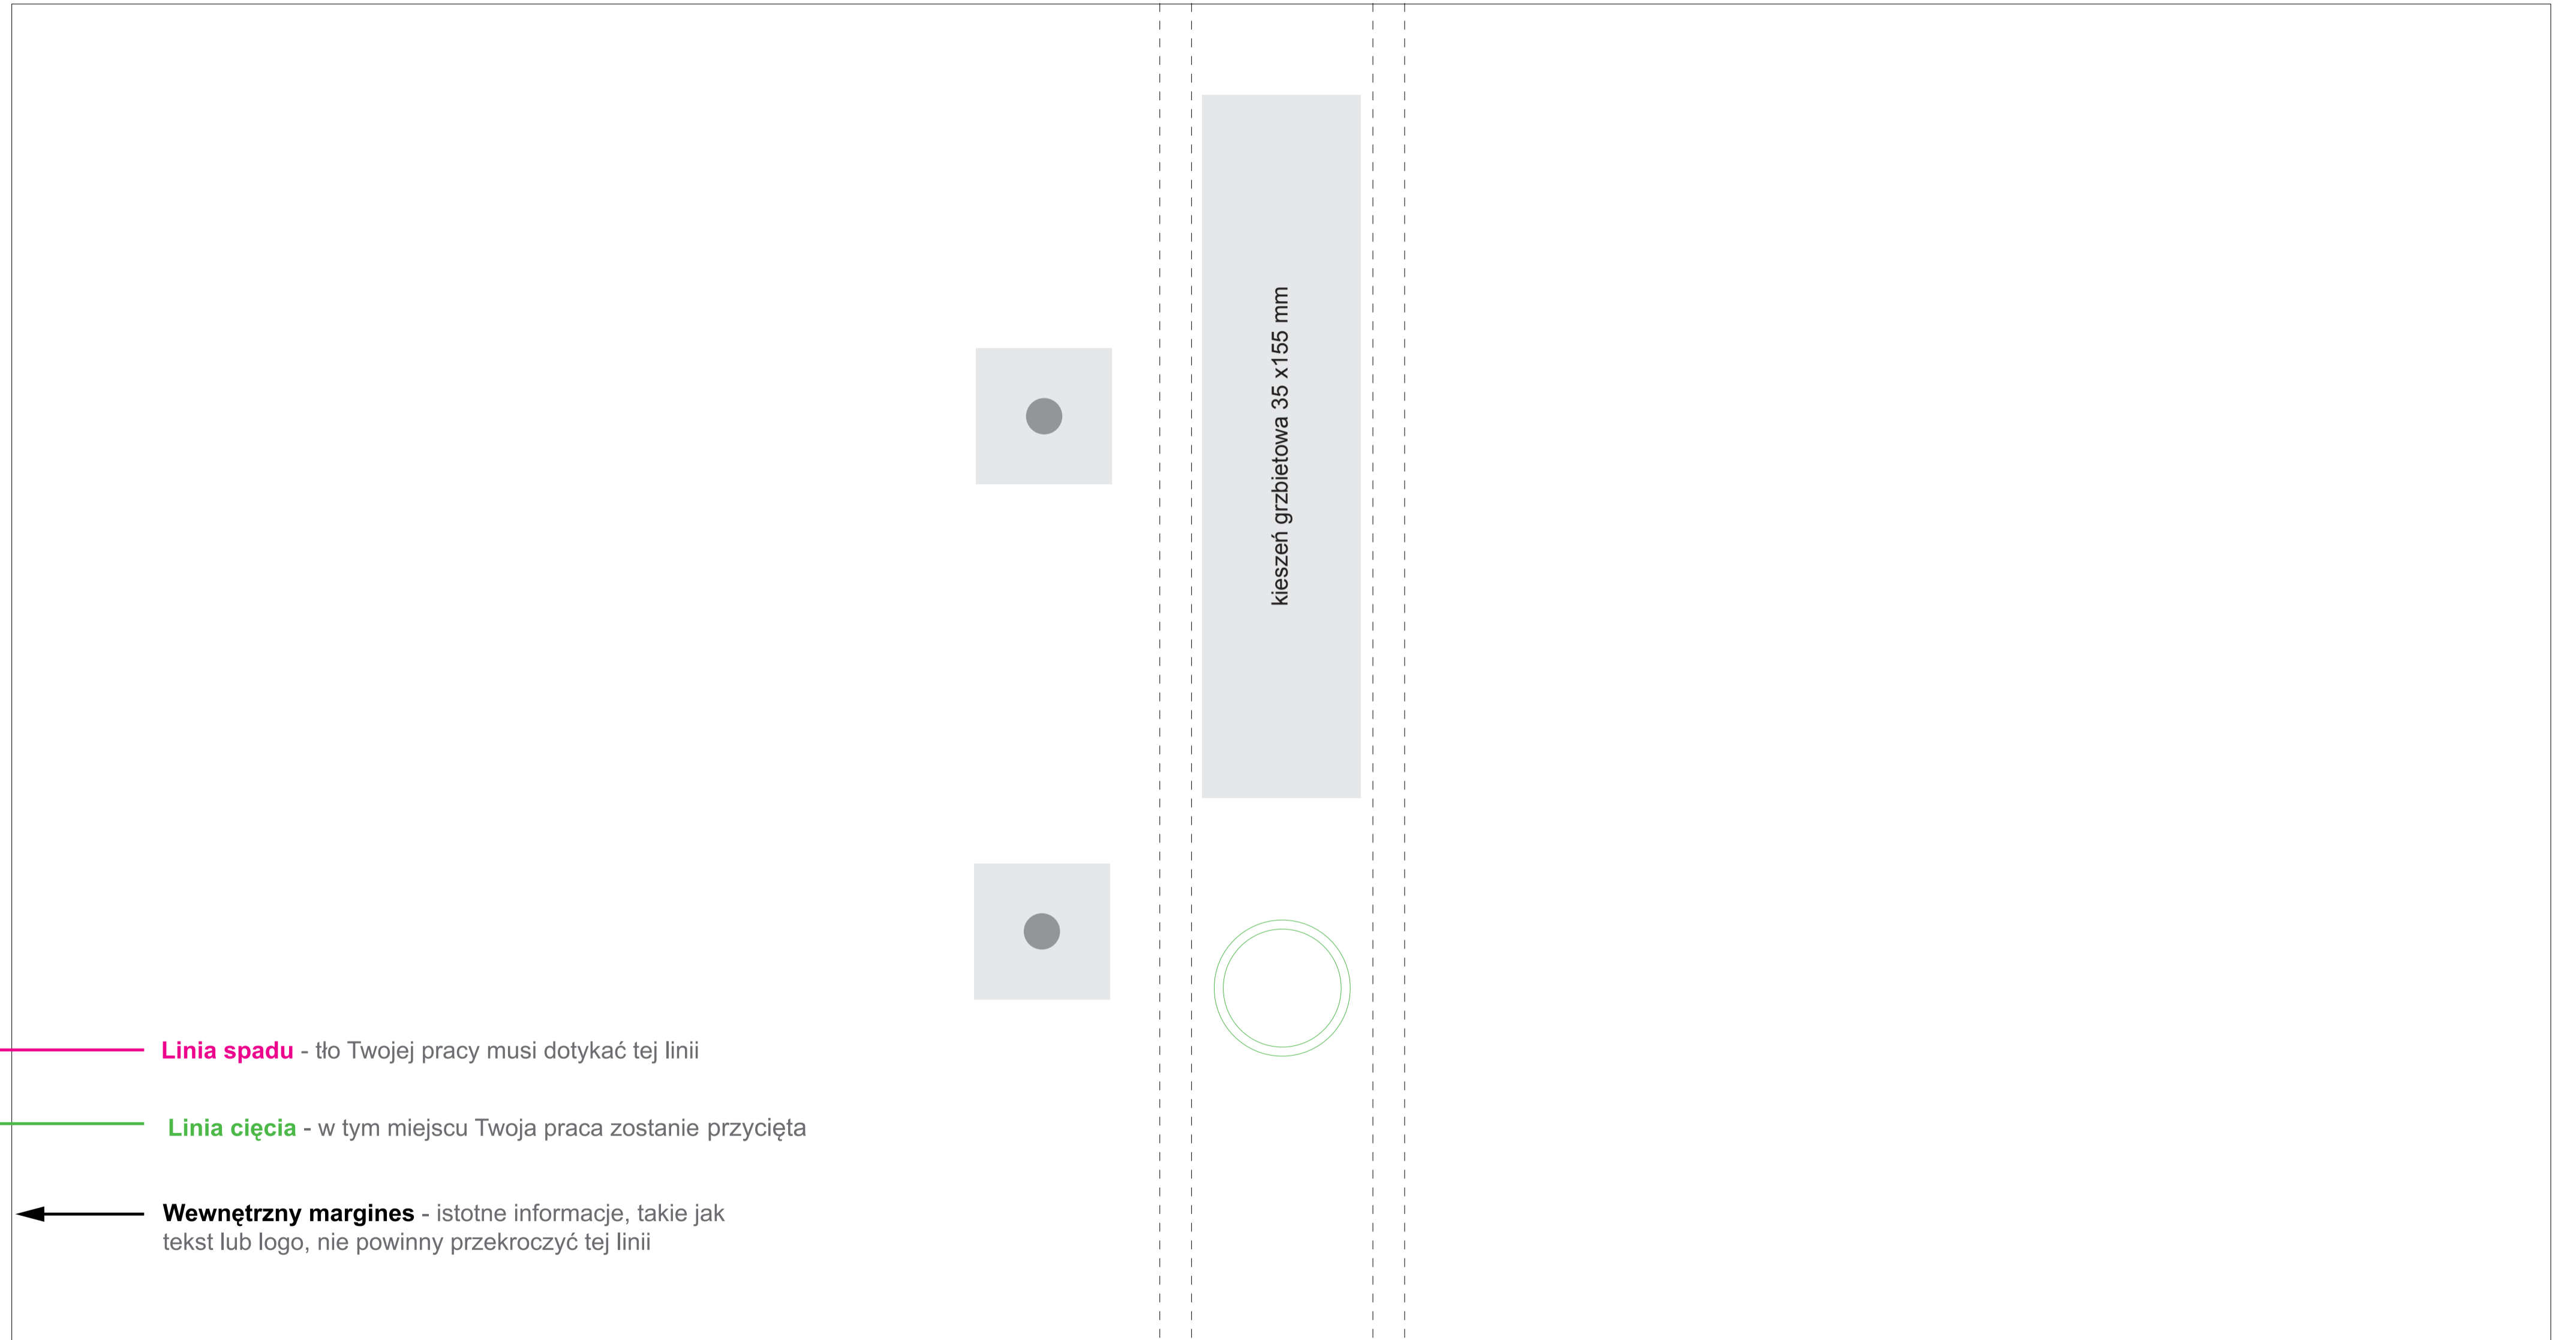 kieszeń grzbietowa 35 x155 mm
Linia spadu - tło Twojej pracy musi dotykać tej linii
Linia cięcia - w tym miejscu Twoja praca zostanie przycięta
Wewnętrzny margines - istotne informacje, takie jak
tekst lub logo, nie powinny przekroczyć tej linii